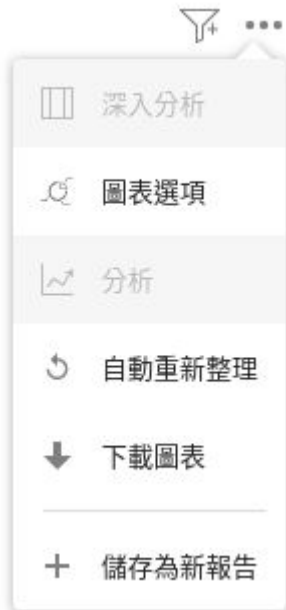 深入分析
圖表選項
分析
自動重新整理
下載圖表
儲存為新報告